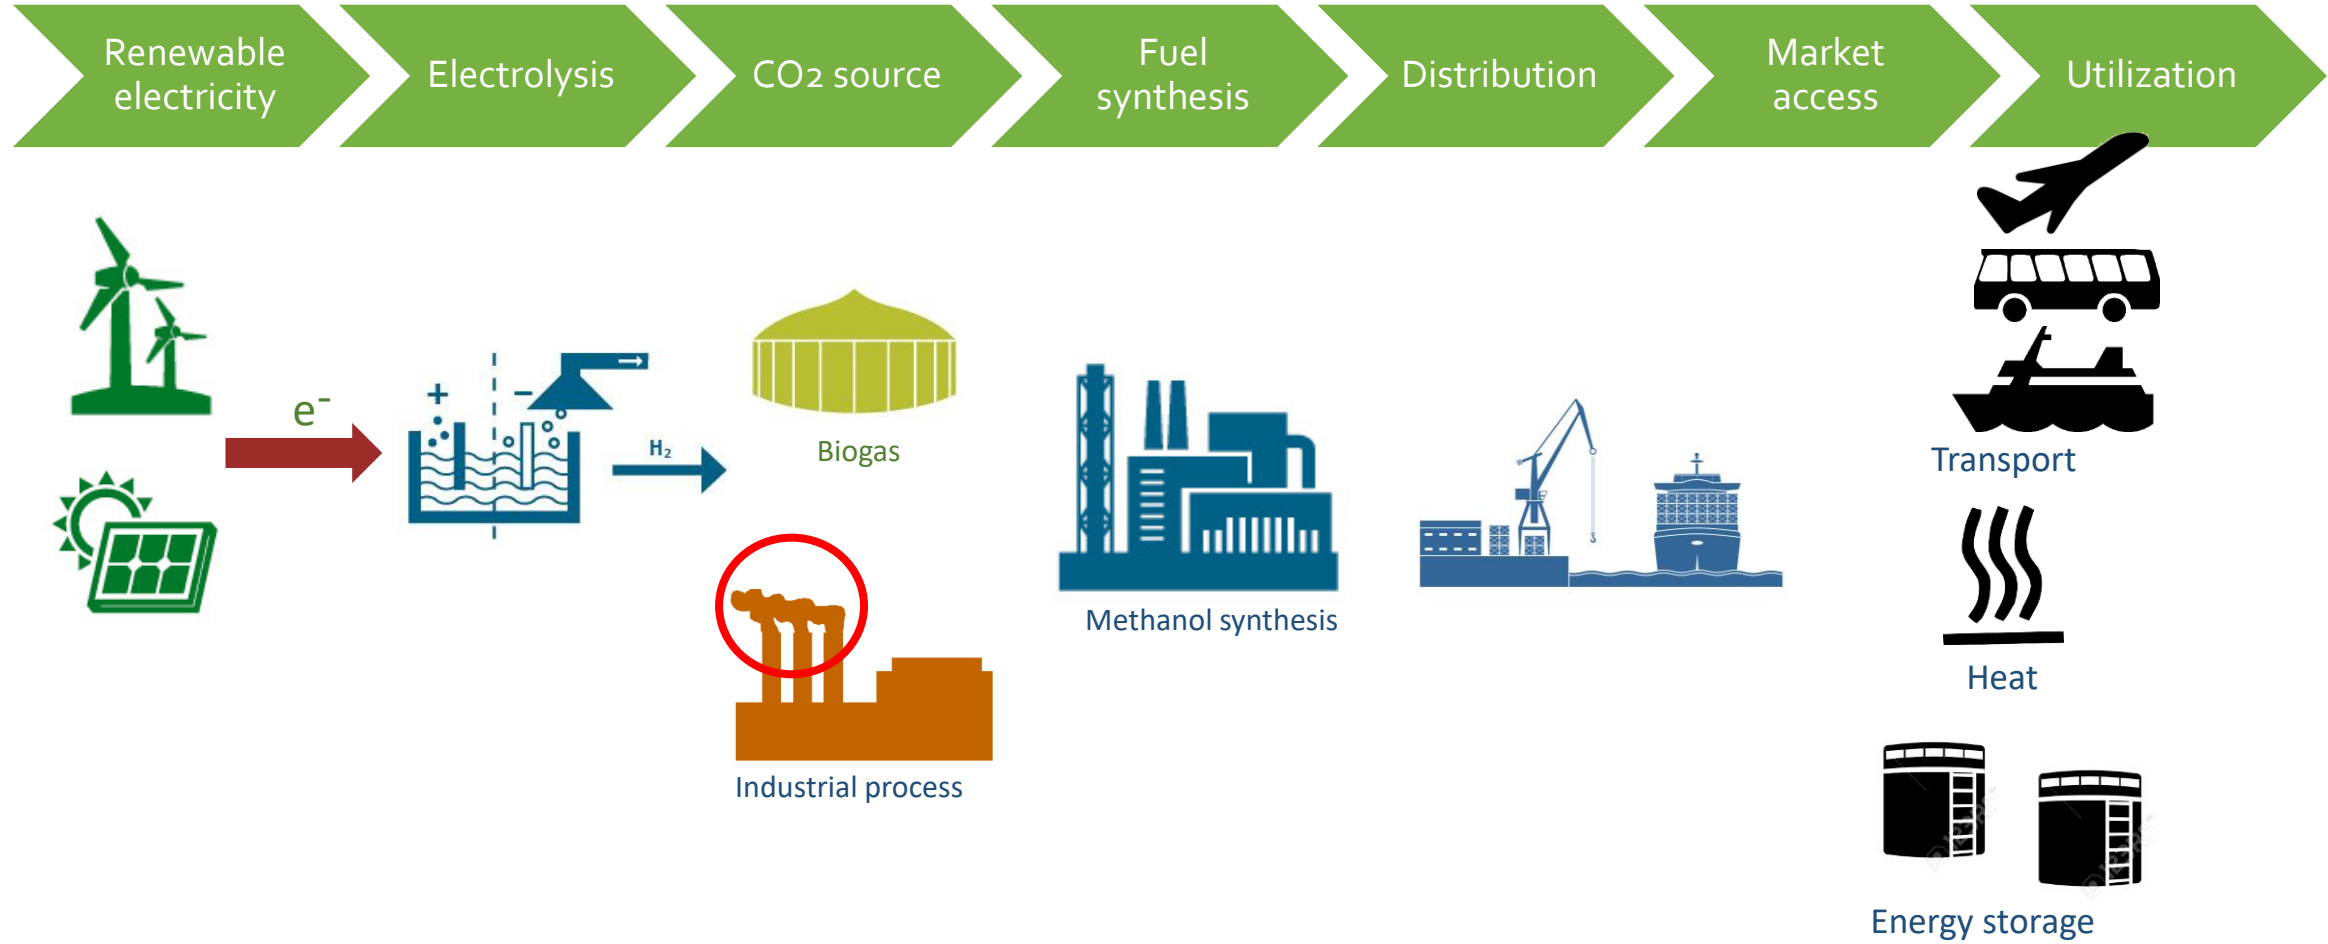 Renewable
electricity
Electrolysis
CO2 source
Fuel
synthesis
Distribution
Market
access
Utilization
e-
+
-
H2
Biogas
Industrial process
Methanol synthesis
Transport
Heat
Energy storage